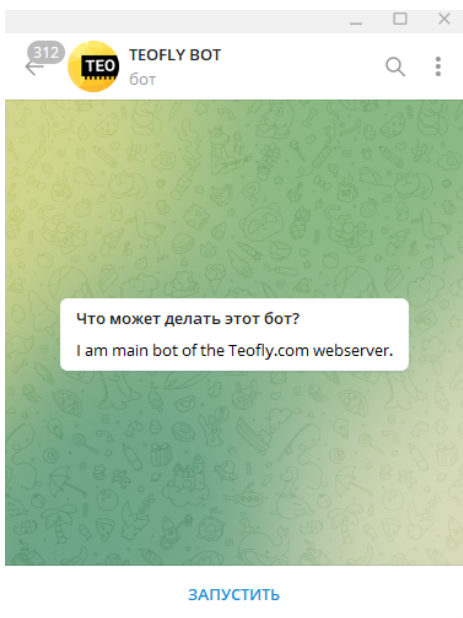 312
TEO
TEOFLY BOT
бот
Что может делать этот бот?
I am main bot of the Teofly.com webserver.
ЗАПУСТИТЬ